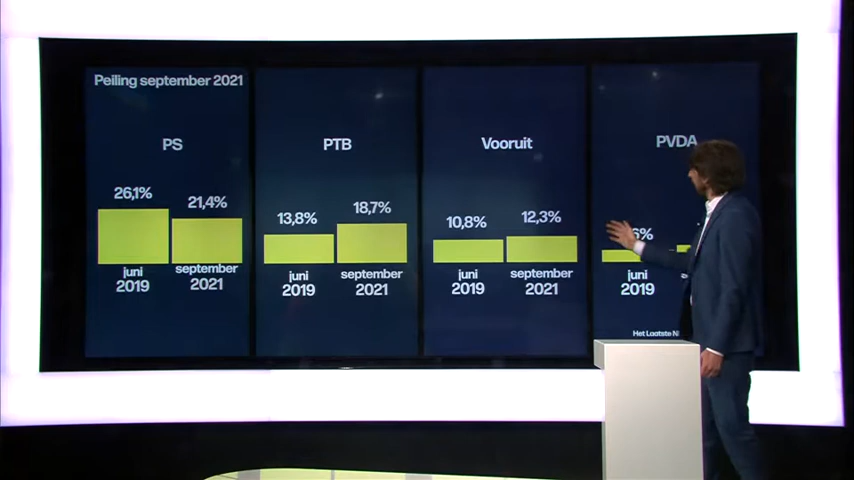 Peiling september 2021
PS
26,1%
21,4%
juni
2019
september
2021
PTB
13,8%
18,7%
juni
2019
september
2021
Vooruit
10,8%
12,3%
juni
2019
september
2021
PVDA
juni
2019
Het Laatste